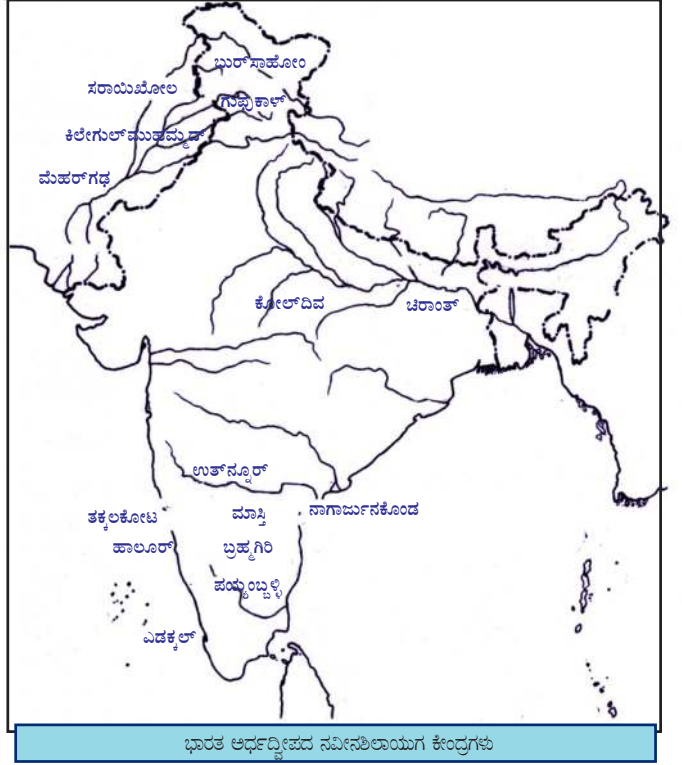 ಭುರ್ಸಾಹೋಂ
ಸರಾಯಿಖೋಲ
ಗುಫುಕಾಳ್
ಕಿಲೇಗುಲ್‌ಮುಹಮ್ಮದ್
ಮೆಹರ್‌ಗಢ
ಕೋಲ್‌ದಿವ
ಚಿರಾಂತ್
ಉತ್‌ನ್ನೂರ್
ತಕ್ಕಲಕೋಟ
ಮಾಸ್ತಿ
ನಾಗಾರ್ಜುನಕೊಂಡ
ಹಾಲೂರ್
ಬ್ರಹ್ಮಗಿರಿ
ಪಯ್ಯಂಬ್ಬಳ್ಳಿ
ಎಡಕ್ಕಲ್
ಭಾರತ ಅರ್ಧದ್ವೀಪದ ನವೀನಶಿಲಾಯುಗ ಕೇಂದ್ರಗಳು